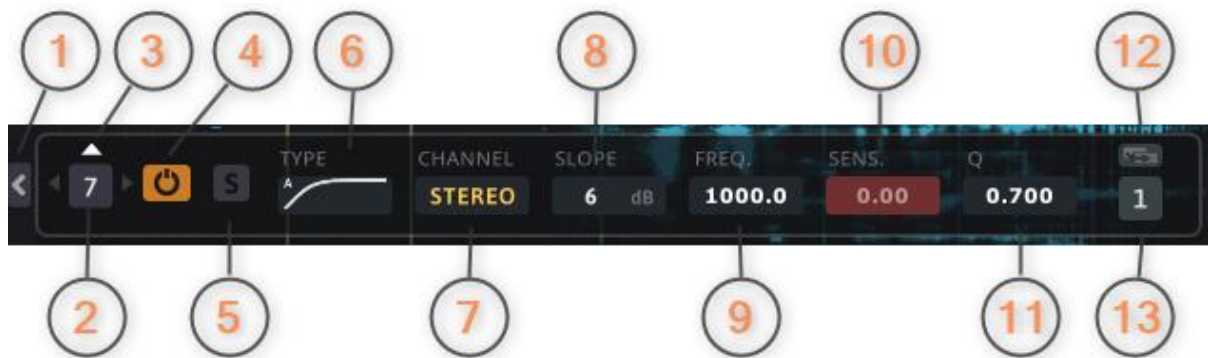 1 3 4 6 8 10 12
TYPE CHANNEL SLOPE FREQ. SENS. Q
7 S A STEREO 6 dB 1000.0 0.00 0.700 1
2 5 7 9 11 13